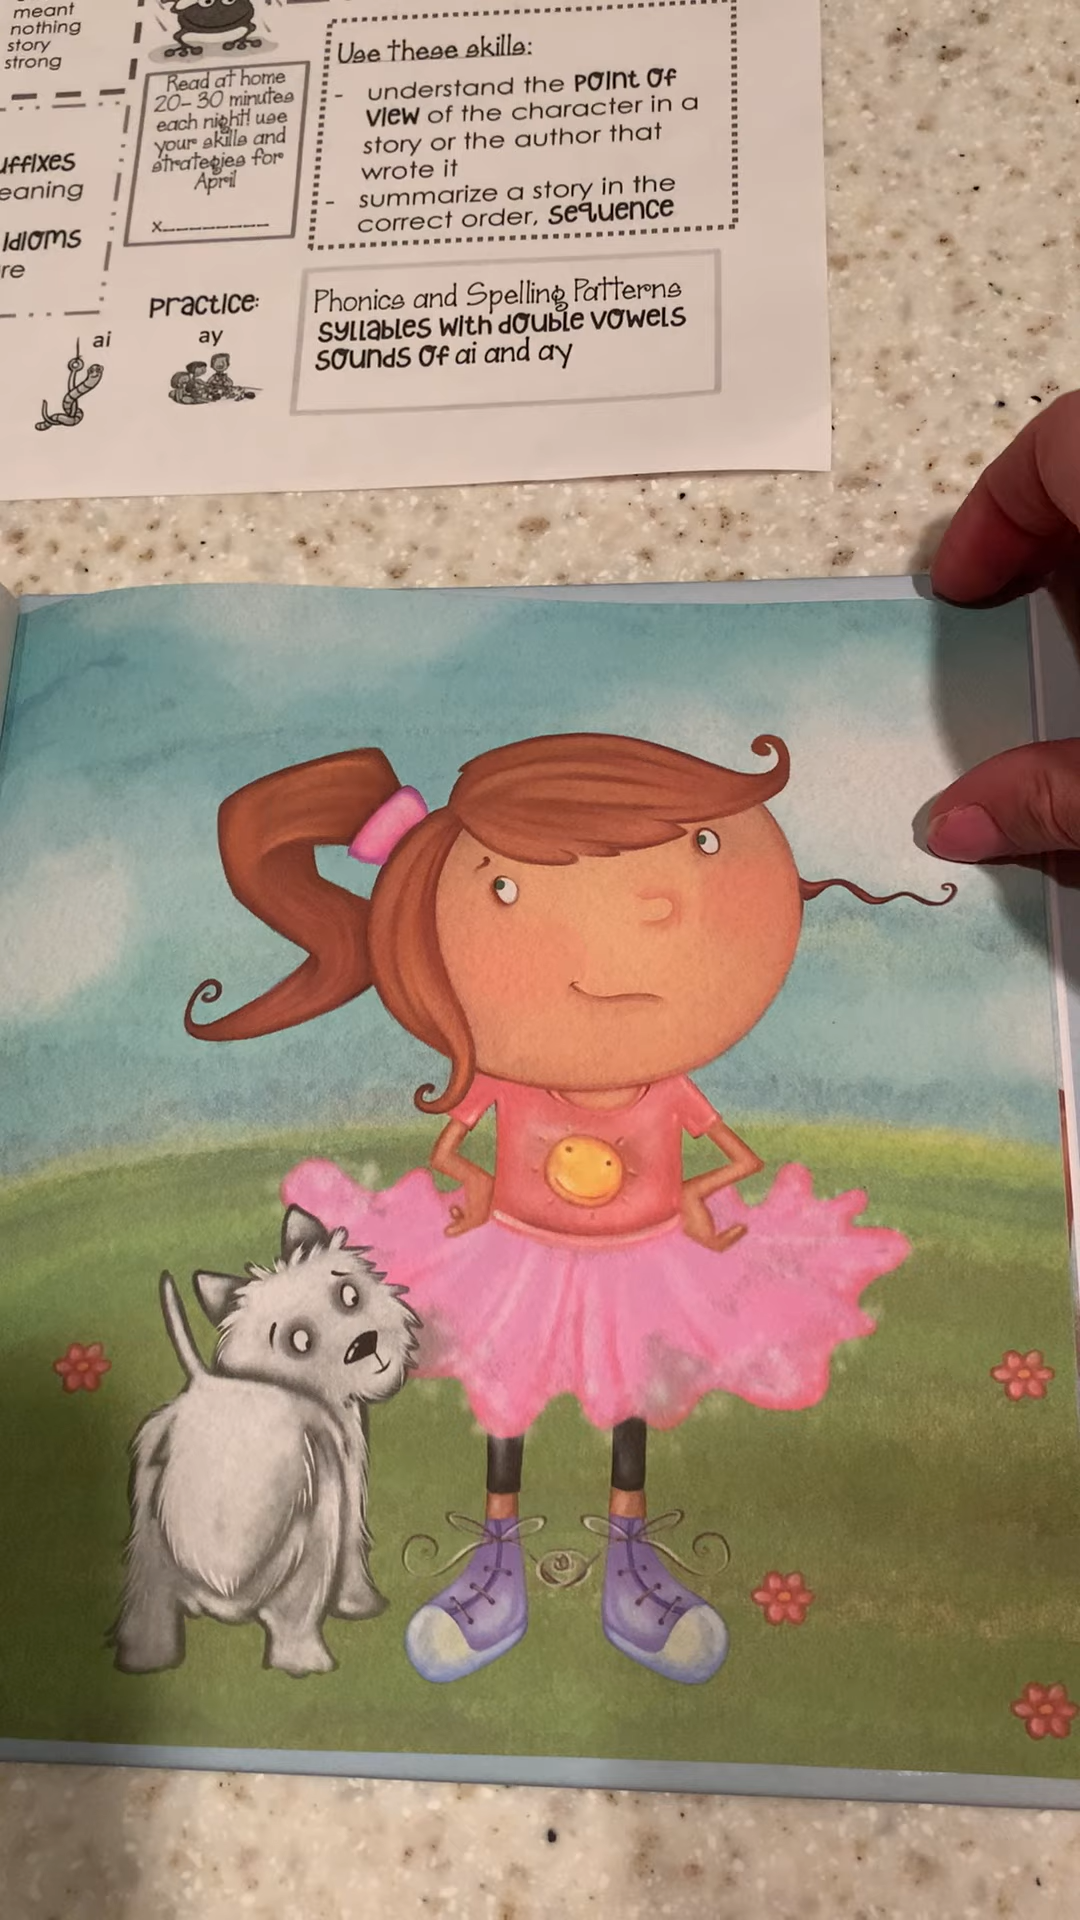 meant
nothing
story
strong
uffixes
eaning
Idioms
re
Read at home
20-30 minutes
each night! use
your skills and
strategies for
April
x__________
Use these skills:
- understand the point of
view of the character in a
story or the author that
wrote it
- summarize a story in the
correct order, sequence
Practice:
ai
ay
Phonics and Spelling Patterns
syllables with double vowels
sounds of ai and ay